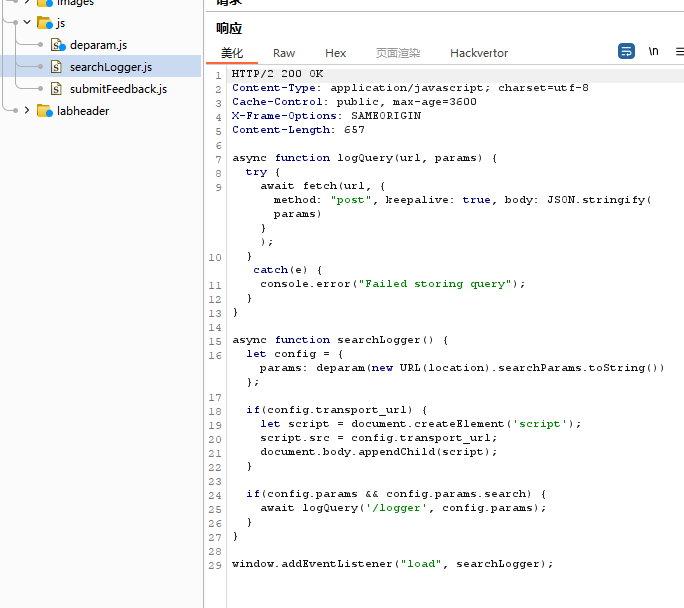 images
js
deparam.js
searchLogger.js
submitFeedback.js
labheader
响应
美化 Raw Hex 页面渲染 Hackvertor \n
1 HTTP/2 200 OK
2 Content-Type: application/javascript; charset=utf-8
3 Cache-Control: public, max-age=3600
4 X-Frame-Options: SAMEORIGIN
5 Content-Length: 657
6
7 async function logQuery(url, params) {
8 try {
9 await fetch(url, {
method: "post", keepalive: true, body: JSON.stringify(
params)
}
);
10 }
catch(e) {
11 console.error("Failed storing query");
12 }
13 }
14
15 async function searchLogger() {
16 let config = {
params: deparam(new URL(location).searchParams.toString())
};
17
18 if(config.transport_url) {
19 let script = document.createElement('script');
20 script.src = config.transport_url;
21 document.body.appendChild(script);
22 }
23
24 if(config.params && config.params.search) {
25 await logQuery('/logger', config.params);
26 }
27 }
28
29 window.addEventListener("load", searchLogger);